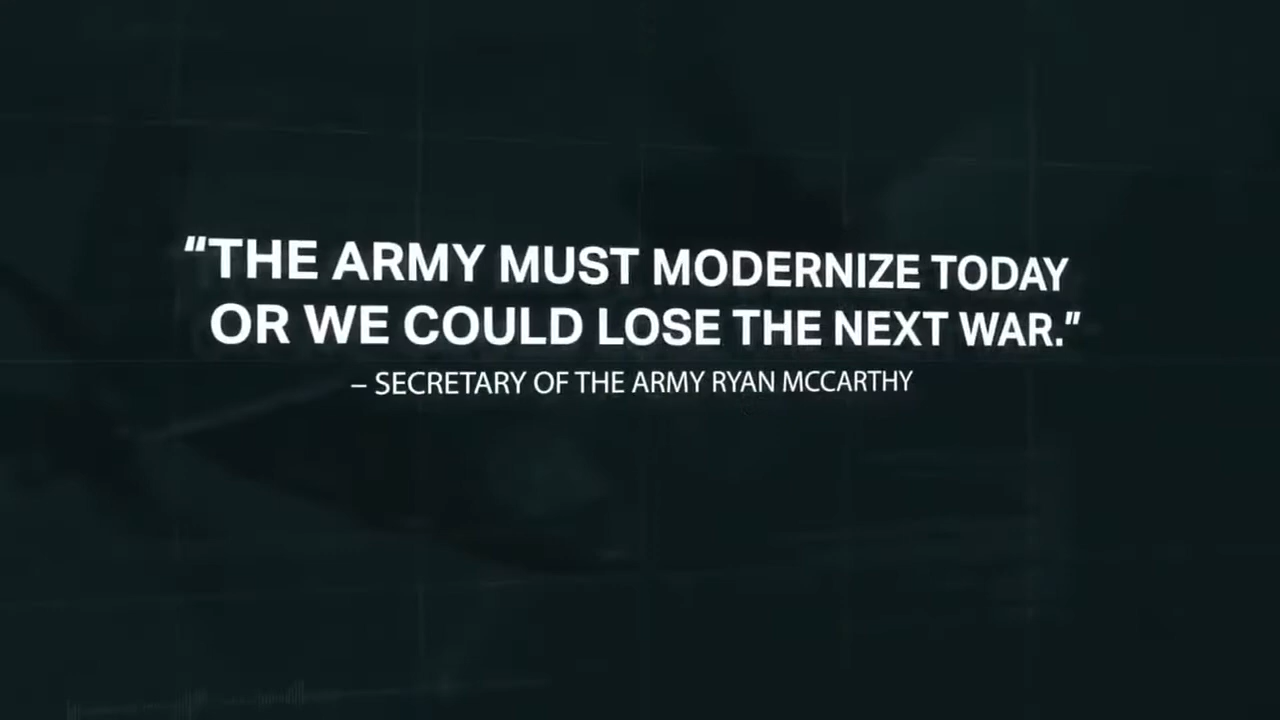 “THE ARMY MUST MODERNIZE TODAY
OR WE COULD LOSE THE NEXT WAR.”
– SECRETARY OF THE ARMY RYAN MCCARTHY